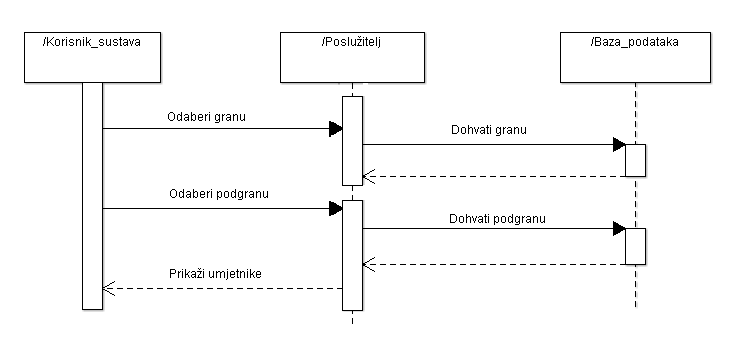 /Korisnik_sustava
/Poslužitelj
/Baza_podataka
Odaberi granu
Dohvati granu
Odaberi podgranu
Dohvati podgranu
Prikaži umjetnike